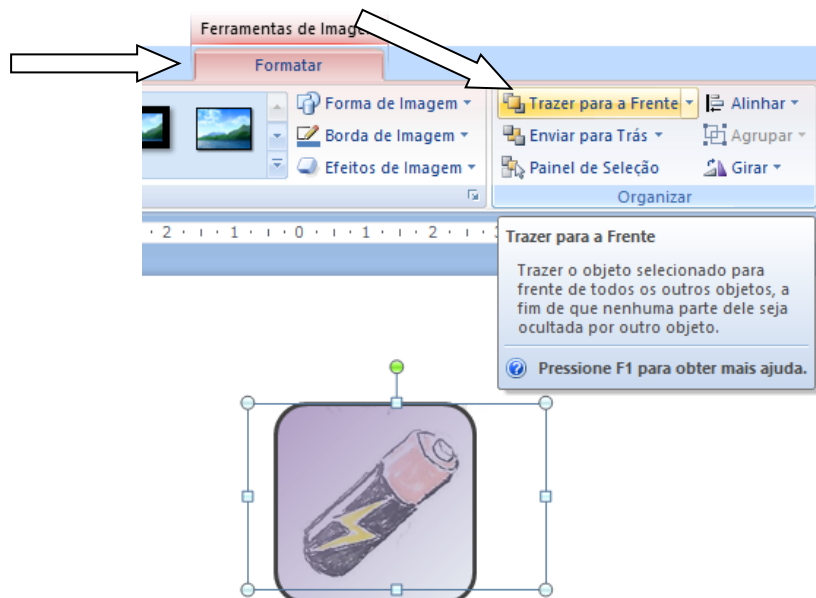 Ferramentas de Image
Formatar
Forma de Imagem
Borda de Imagem
Efeitos de Imagem
Trazer para a Frente
Enviar para Trás
Painel de Seleção
Alinhar
Agrupar
Girar
Organizar
· 2 · ı · 1 · ı · 0 · ı · 1 · ı · 2 · ı · 3
Trazer para a Frente
Trazer o objeto selecionado para
frente de todos os outros objetos, a
fim de que nenhuma parte dele seja
ocultada por outro objeto.
Pressione F1 para obter mais ajuda.